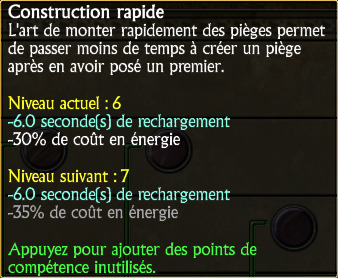 Construction rapide
L'art de monter rapidement des pièges permet
de passer moins de temps à créer un piège
après en avoir posé un premier.
Niveau actuel : 6
-6.0 seconde(s) de rechargement
-30% de coût en énergie
Niveau suivant : 7
-6.0 seconde(s) de rechargement
-35% de coût en énergie
Appuyez pour ajouter des points de
compétence inutilisés.